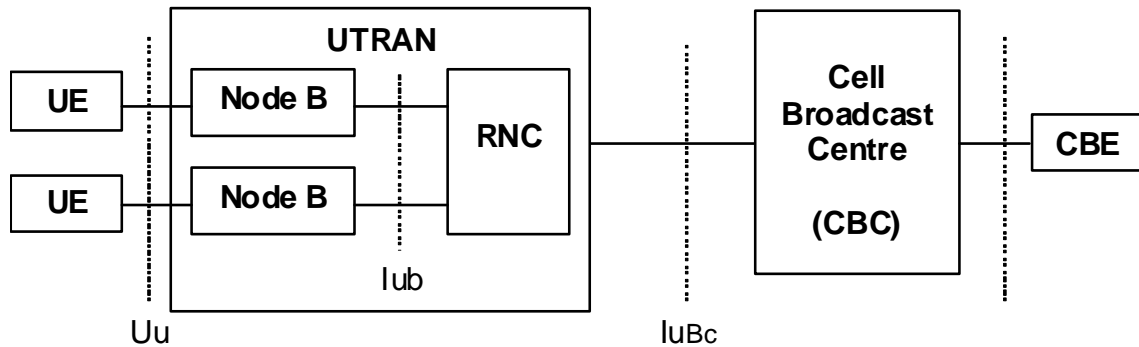 UTRAN
UE
Node B
RNC
UE
Node B
Iub
Uu
IuBc
Cell
Broadcast
Centre
(CBC)
CBE